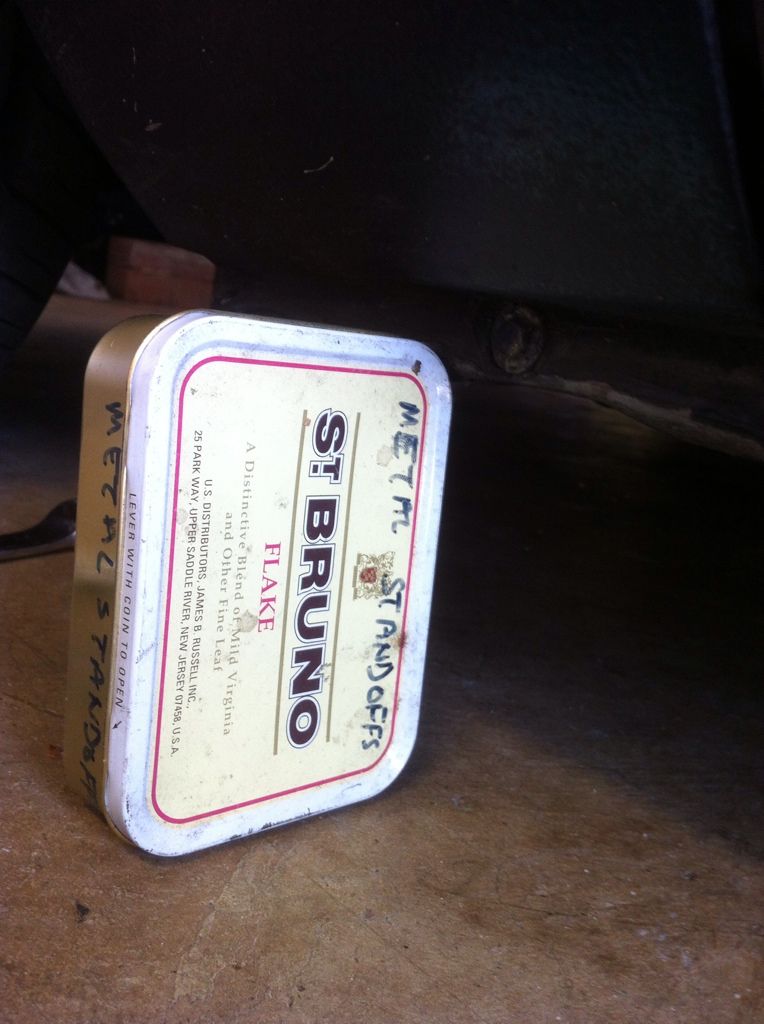 METAL STANDOFFS
ST. BRUNO
FLAKE
A Distinctive Blend of Mild Virginia
and Other Fine Leaf
U.S. DISTRIBUTORS, JAMES B. RUSSELL INC.,
25 PARK WAY, UPPER SADDLE RIVER, NEW JERSEY 07458, U.S.A.
LEVER WITH COIN TO OPEN
METAL STANDOFF